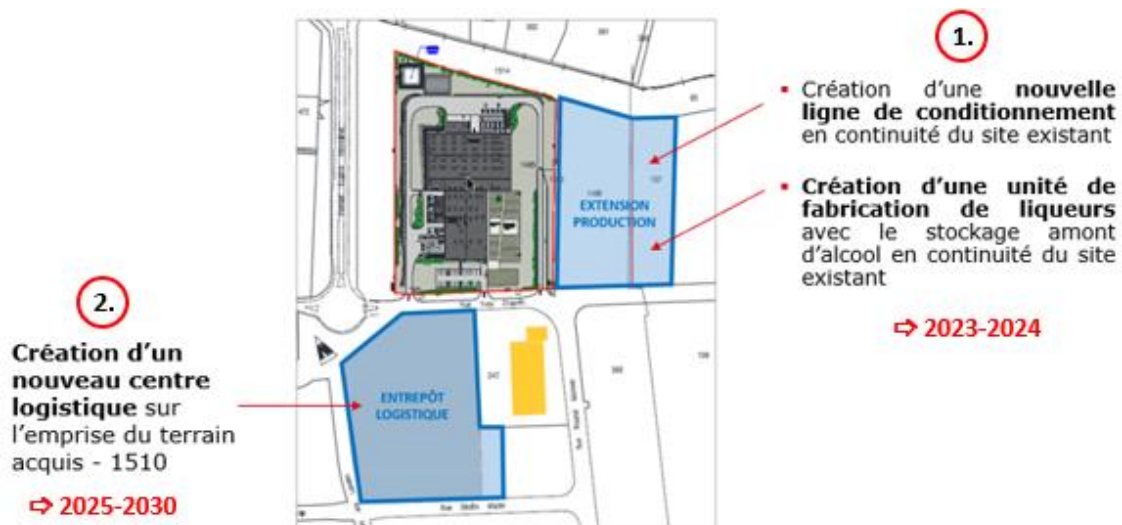 1.
▪ Création d'une nouvelle
ligne de conditionnement
en continuité du site existant
▪ Création d'une unité de
fabrication de liqueurs
avec le stockage amont
d'alcool en continuité du site
existant
⇨ 2023-2024
2.
Création d'un
nouveau centre
logistique sur
l'emprise du terrain
acquis - 1510
⇨ 2025-2030
1514
EXTENSION
PRODUCTION
ENTREPÔT
LOGISTIQUE